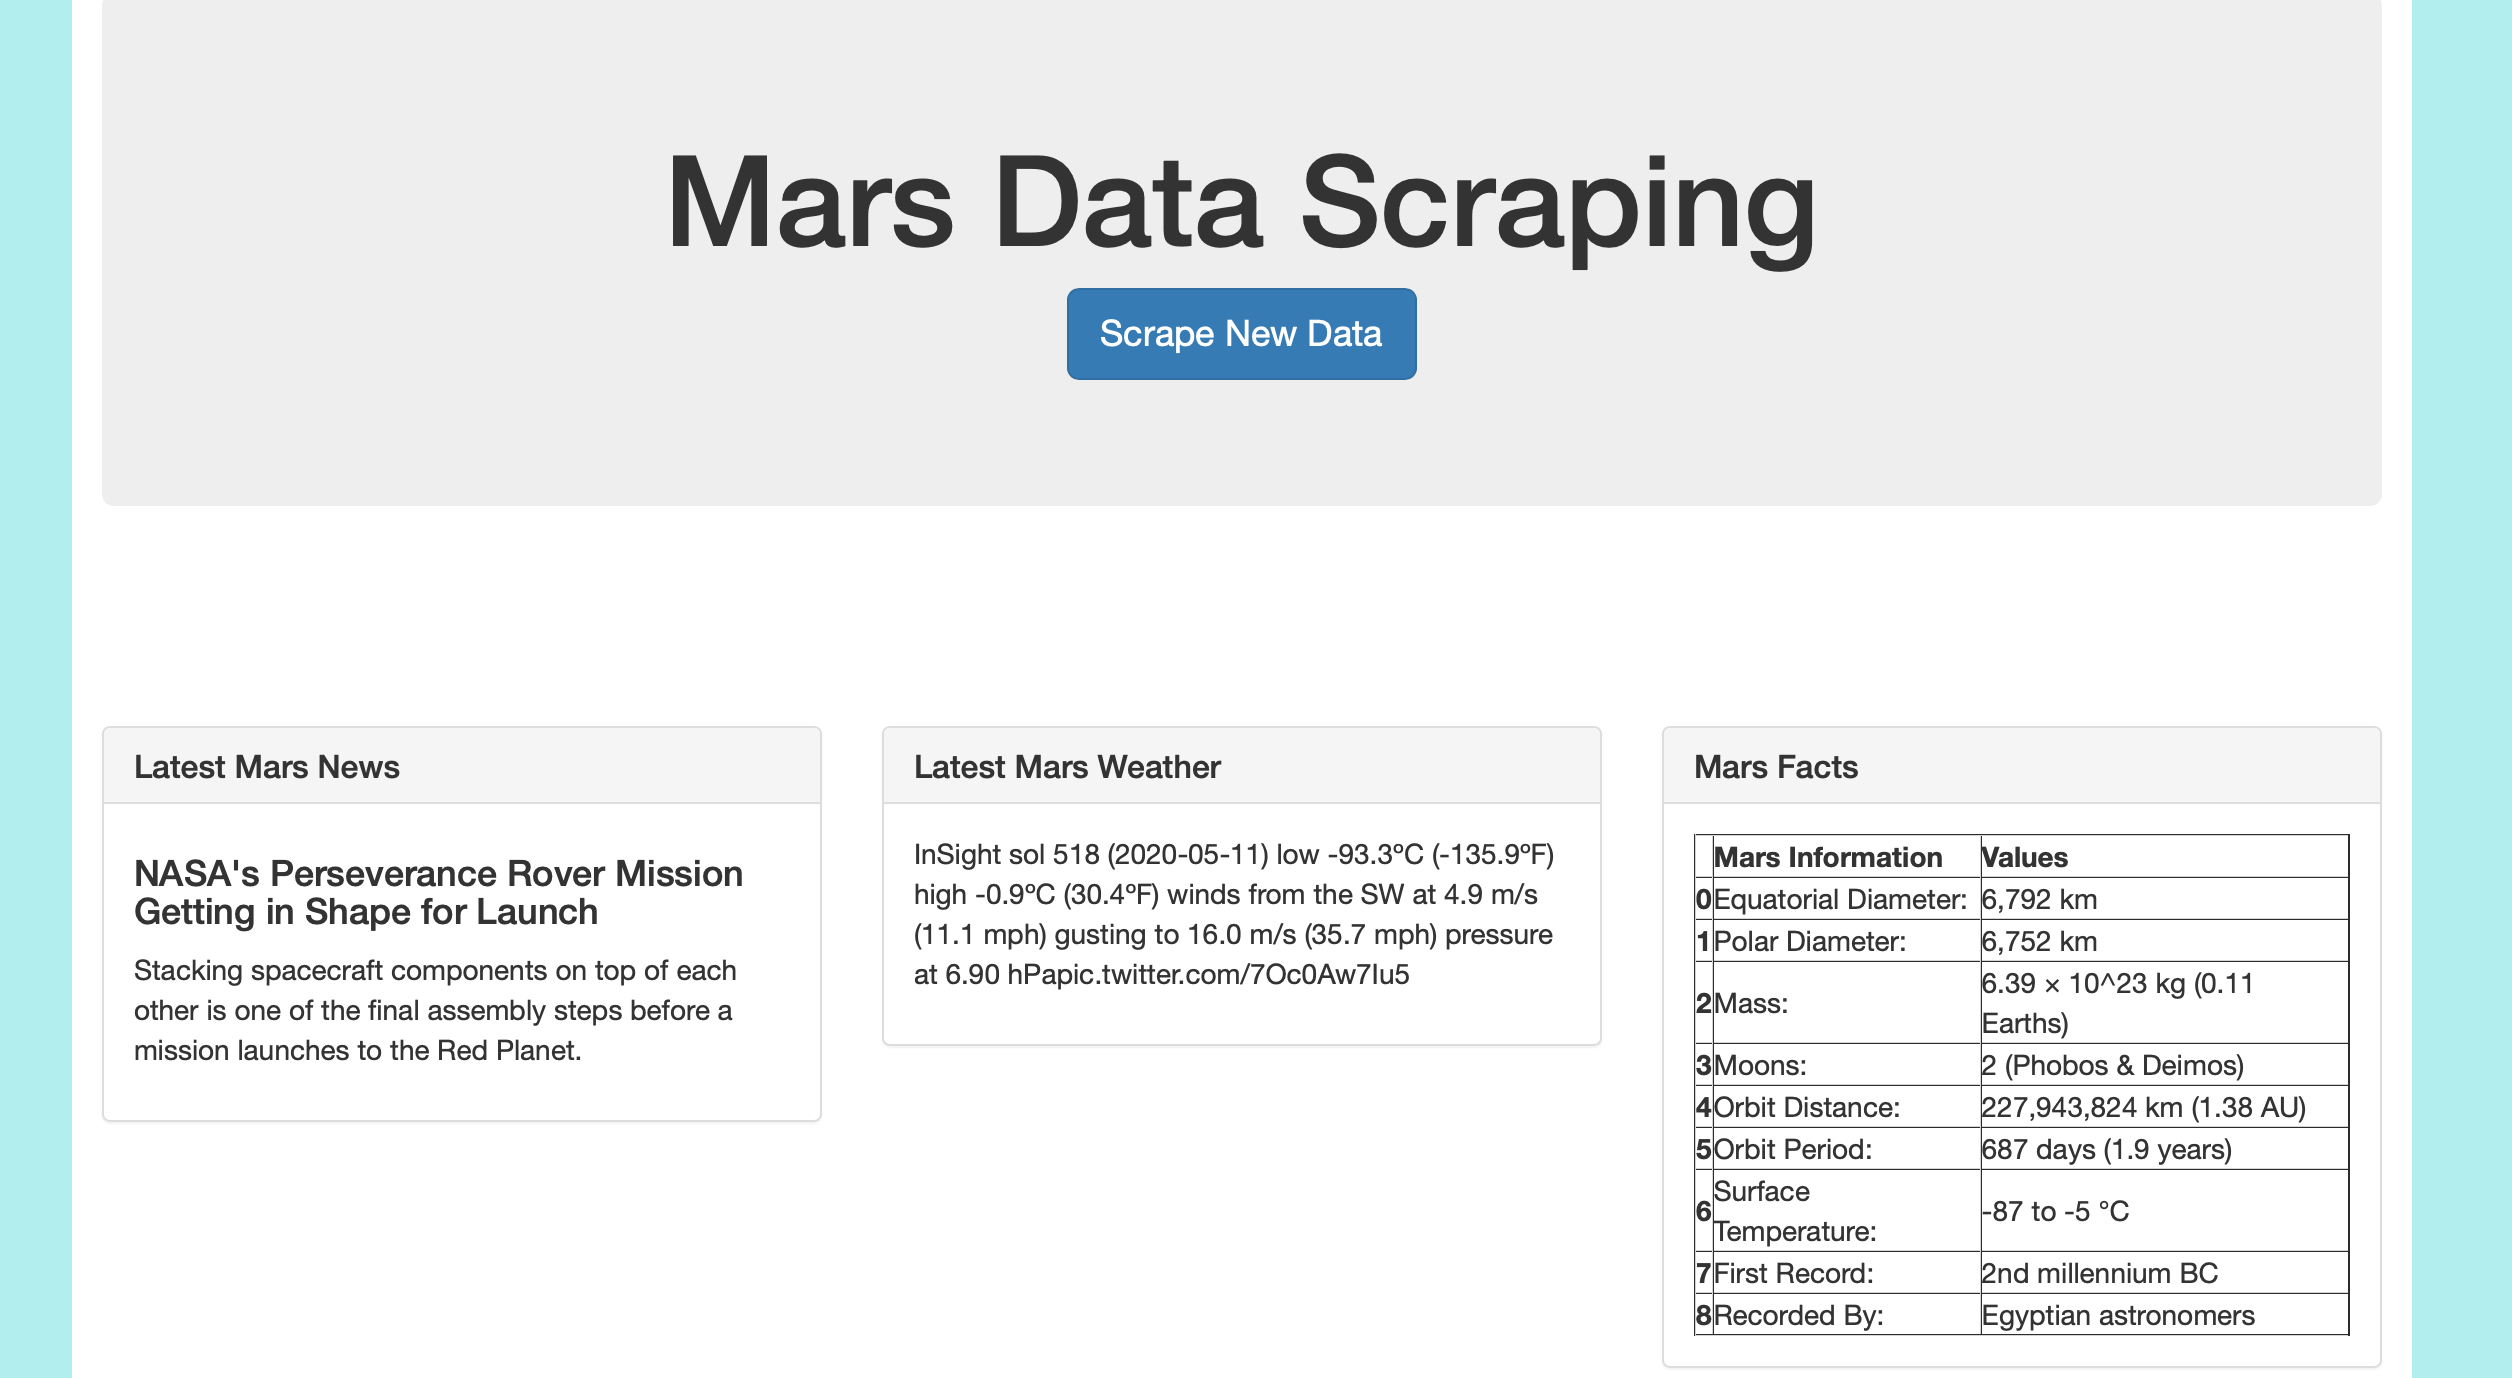 Mars Data Scraping
Scrape New Data
Latest Mars News
NASA's Perseverance Rover Mission
Getting in Shape for Launch
Stacking spacecraft components on top of each
other is one of the final assembly steps before a
mission launches to the Red Planet.
Latest Mars Weather
InSight sol 518 (2020-05-11) low -93.3ºC (-135.9ºF)
high -0.9ºC (30.4ºF) winds from the SW at 4.9 m/s
(11.1 mph) gusting to 16.0 m/s (35.7 mph) pressure
at 6.90 hPapic.twitter.com/7Oc0Aw7lu5
Mars Facts
Mars Information Values
0 Equatorial Diameter: 6,792 km
1 Polar Diameter: 6,752 km
2 Mass: 6.39 × 10^23 kg (0.11
Earths)
3 Moons: 2 (Phobos & Deimos)
4 Orbit Distance: 227,943,824 km (1.38 AU)
5 Orbit Period: 687 days (1.9 years)
6 Surface
Temperature: -87 to -5 °C
7 First Record: 2nd millennium BC
8 Recorded By: Egyptian astronomers